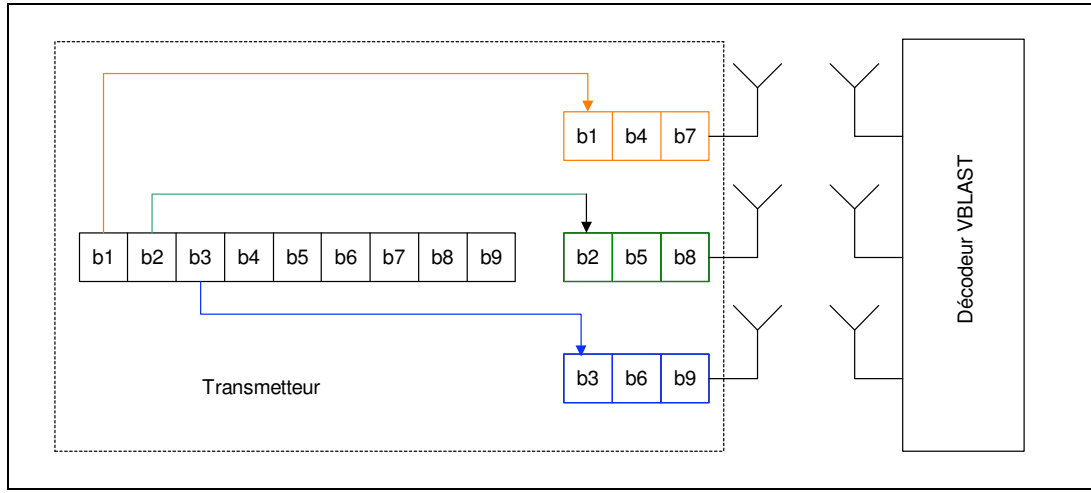 b1 b4 b7
b1 b2 b3 b4 b5 b6 b7 b8 b9
b2 b5 b8
b3 b6 b9
Transmetteur
Décodeur VBLAST